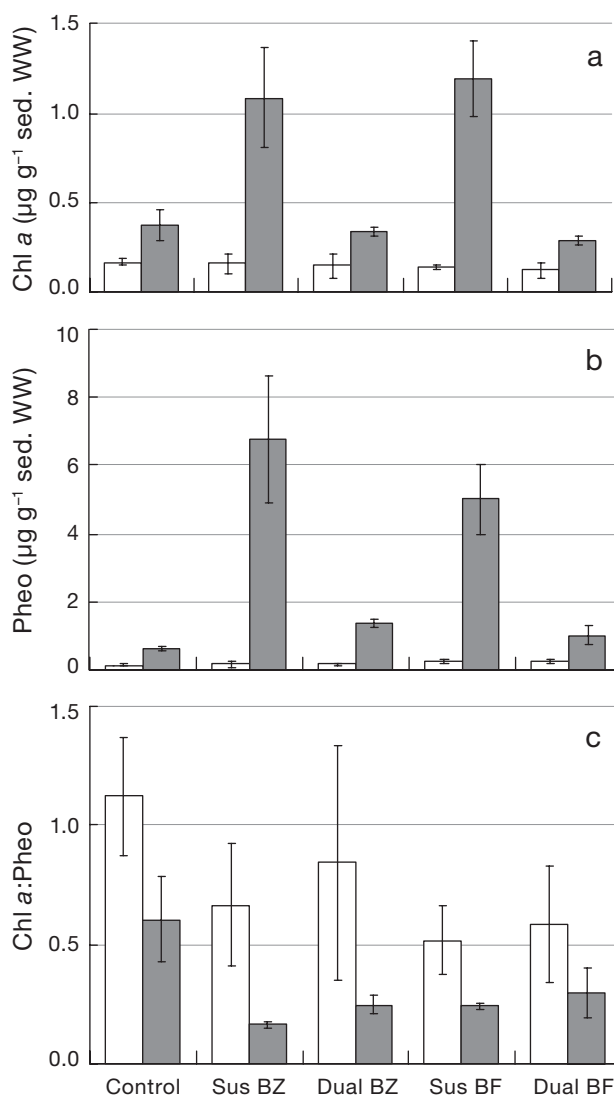 1.5
a
1.0
0.5
0.0
Chl a (µg g⁻¹ sed. WW)
10
b
8
6
4
2
0
Pheo (µg g⁻¹ sed. WW)
1.5
c
1.0
0.5
0.0
Chl a:Pheo
Control Sus BZ Dual BZ Sus BF Dual BF